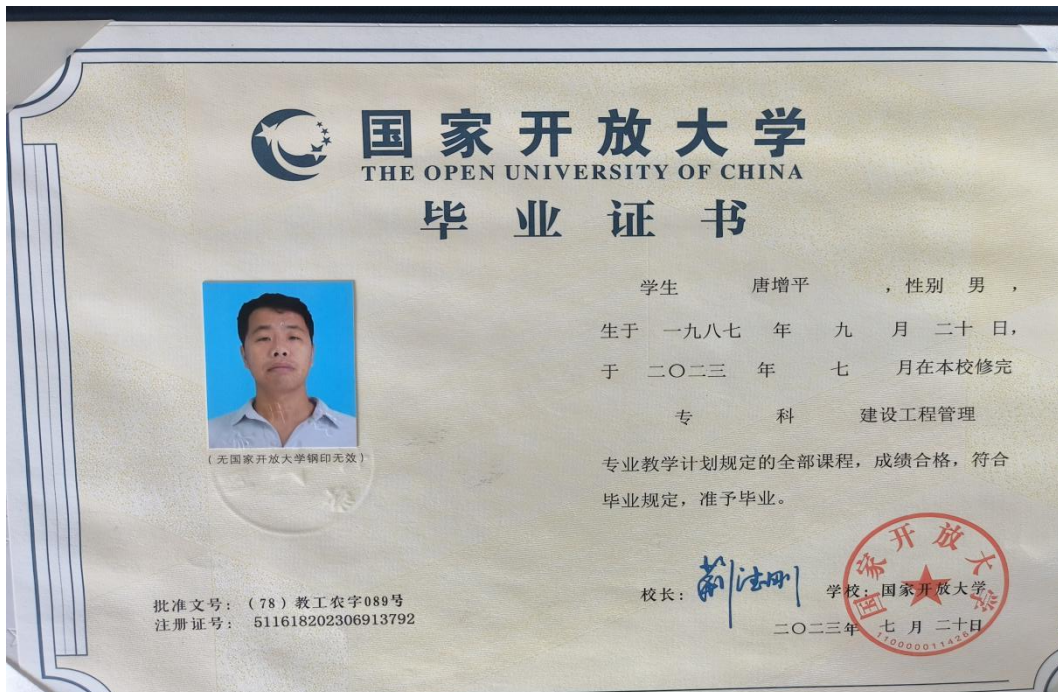 国家开放大学
THE OPEN UNIVERSITY OF CHINA
毕业证书
学生 唐增平 ，性别 男 ，
生于 一九八七 年 九 月 二十 日，
于 二〇二三 年 七 月在本校修完
专 科 建设工程管理
专业教学计划规定的全部课程，成绩合格，符合
毕业规定，准予毕业。
（无国家开放大学钢印无效）
校长：
学校：国家开放大学
二〇二三年 七 月 二十日
批准文号：（78）教工农字089号
注册证号： 511618202306913792
国家开放大学